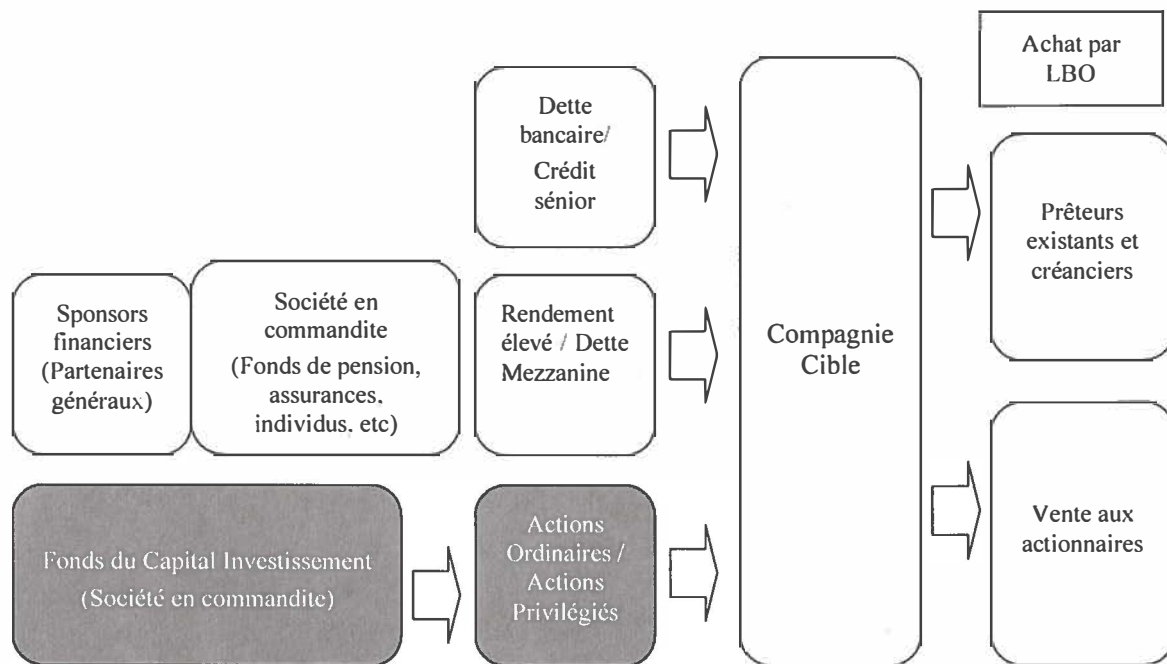 Achat par
LBO
Dette
bancaire/
Crédit
sénior
Prêteurs
existants et
créanciers
Sponsors
financiers
(Partenaires
généraux)
Société en
commandite
(Fonds de pension,
assurances,
individus, etc)
Rendement
élevé / Dette
Mezzanine
Compagnie
Cible
Fonds du Capital Investissement
(Société en commandite)
Actions
Ordinaires /
Actions
Privilégiés
Vente aux
actionnaires